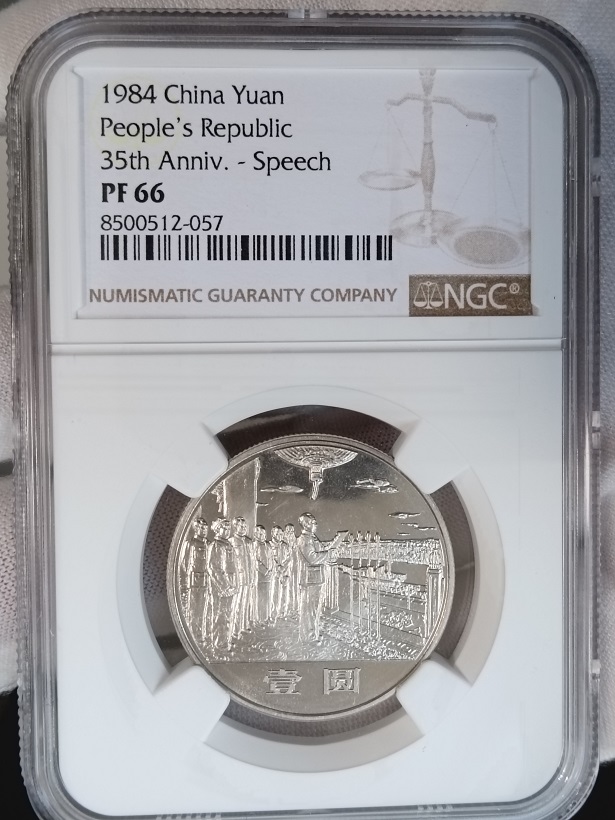 1984 China Yuan
People's Republic
35th Anniv. - Speech
PF 66
8500512-057
NUMISMATIC GUARANTY COMPANY NGC®
壹圆